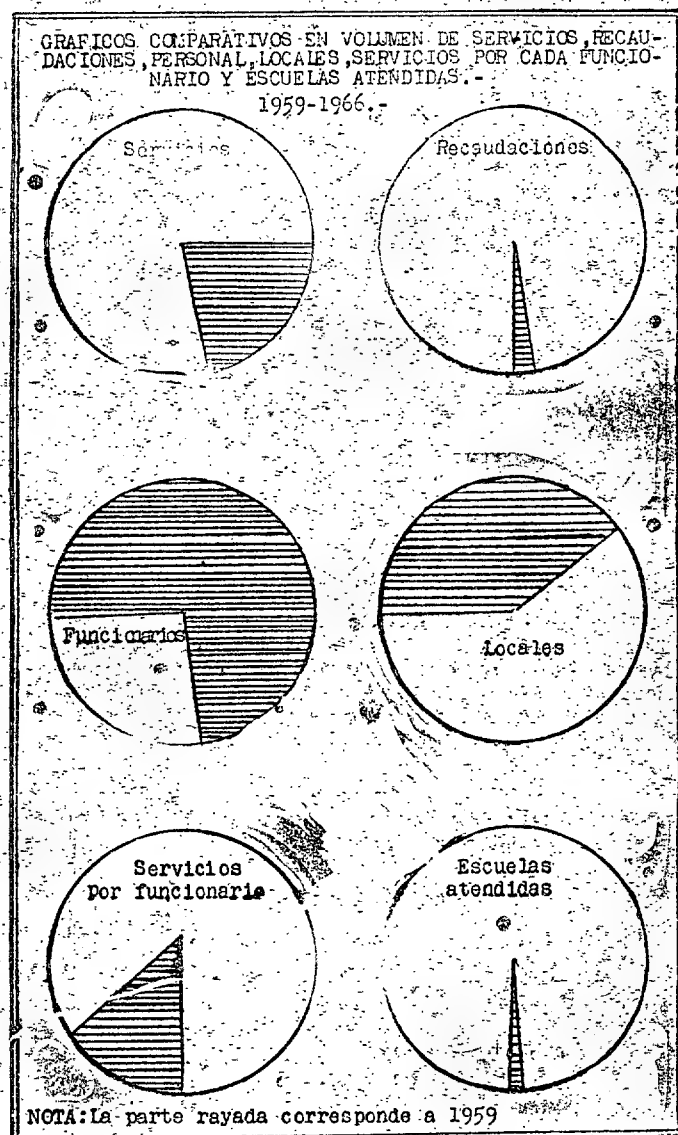 GRAFICOS COMPARATIVOS EN VOLUMEN DE SERVICIOS,RECAU-
DACIONES,PERSONAL,LOCALES,SERVICIOS POR CADA FUNCIO-
NARIO Y ESCUELAS ATENDIDAS.-
1959-1966.-
Servicios
Recaudaciones
Funcionarios
Locales
Servicios
por funcionario
Escuelas
atendidas
NOTA:La parte rayada corresponde a 1959